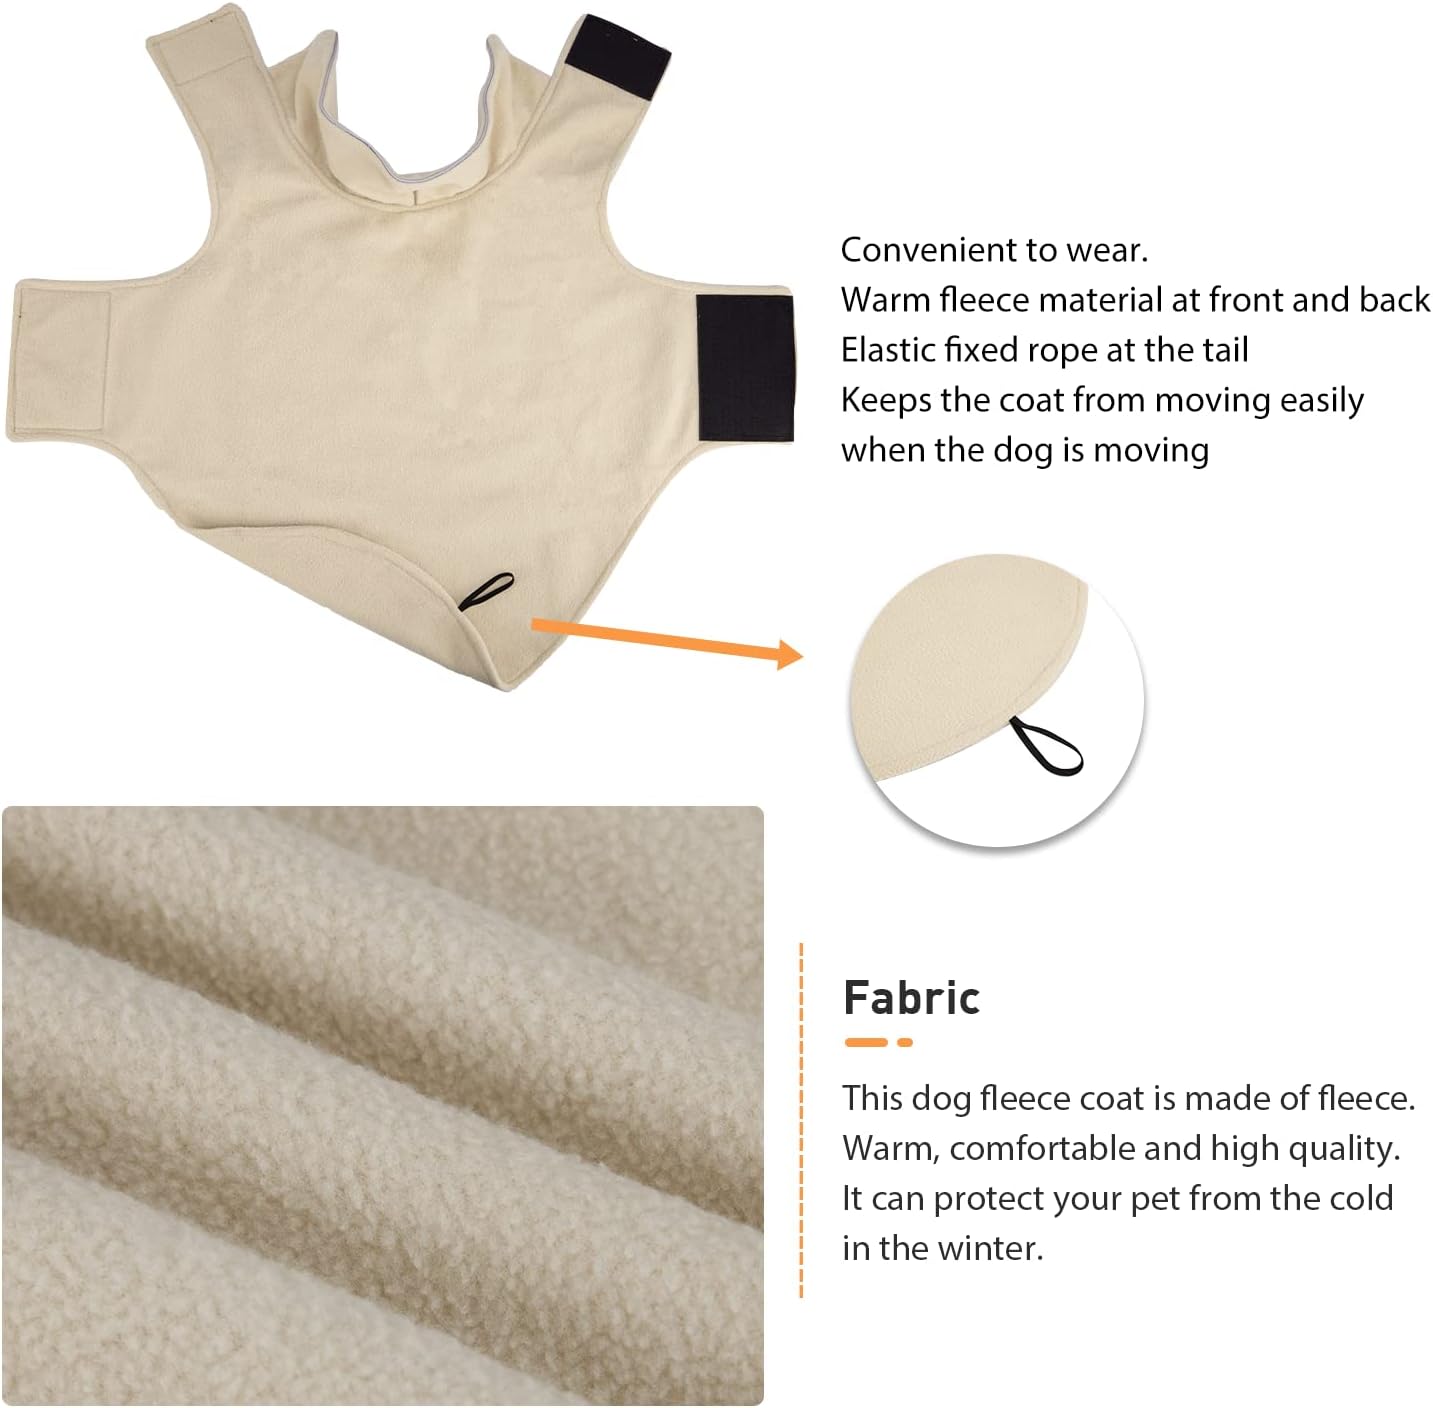 Convenient to wear.
Warm fleece material at front and back
Elastic fixed rope at the tail
Keeps the coat from moving easily
when the dog is moving
Fabric
This dog fleece coat is made of fleece.
Warm, comfortable and high quality.
It can protect your pet from the cold
in the winter.